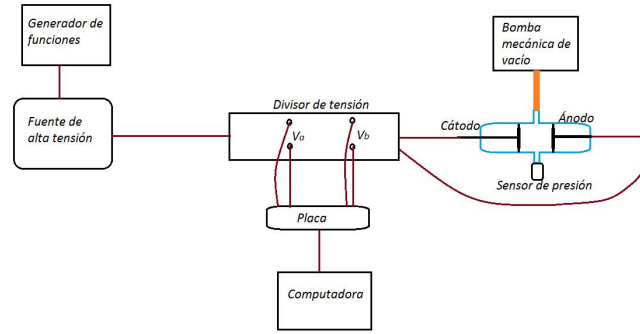 Generador de
funciones
Fuente de
alta tensión
Divisor de tensión
Va
Vb
Placa
Computadora
Bomba
mecánica de
vacío
Cátodo
Ánodo
Sensor de presión